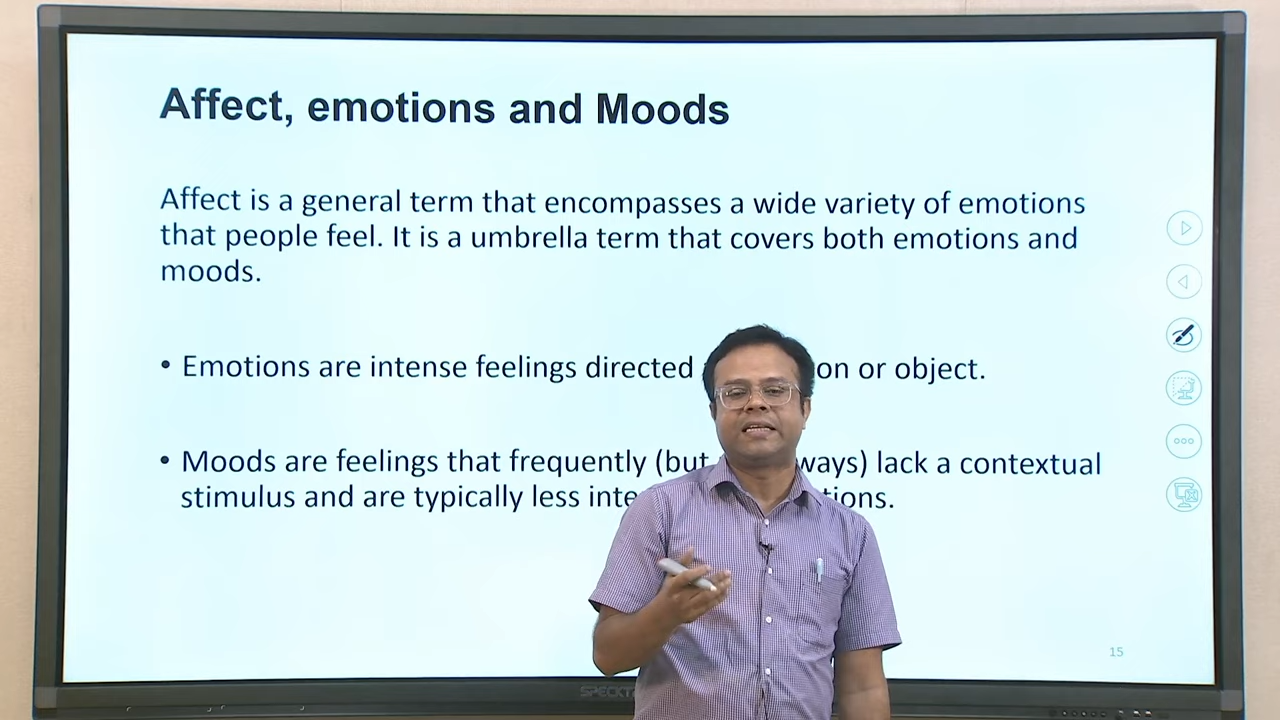 Affect, emotions and Moods
Affect is a general term that encompasses a wide variety of emotions
that people feel. It is a umbrella term that covers both emotions and
moods.
• Emotions are intense feelings directed on or object.
• Moods are feelings that frequently (but ways) lack a contextual
stimulus and are typically less inte tions.
15
SPECKT